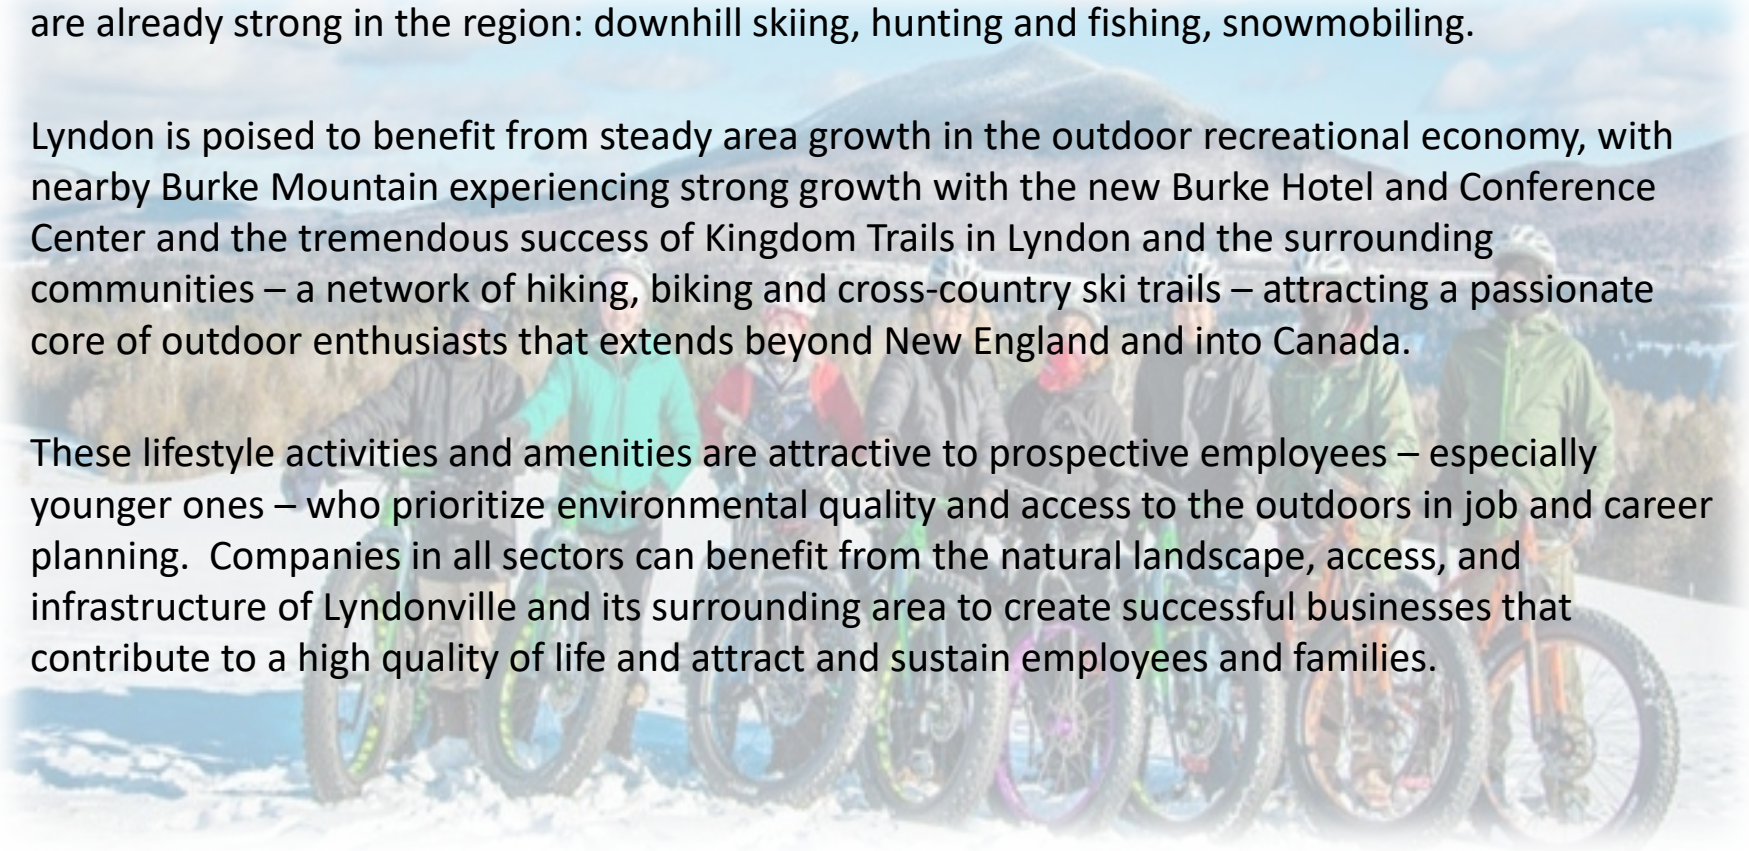 are already strong in the region: downhill skiing, hunting and fishing, snowmobiling.
Lyndon is poised to benefit from steady area growth in the outdoor recreational economy, with
nearby Burke Mountain experiencing strong growth with the new Burke Hotel and Conference
Center and the tremendous success of Kingdom Trails in Lyndon and the surrounding
communities – a network of hiking, biking and cross-country ski trails – attracting a passionate
core of outdoor enthusiasts that extends beyond New England and into Canada.
These lifestyle activities and amenities are attractive to prospective employees – especially
younger ones – who prioritize environmental quality and access to the outdoors in job and career
planning.  Companies in all sectors can benefit from the natural landscape, access, and
infrastructure of Lyndonville and its surrounding area to create successful businesses that
contribute to a high quality of life and attract and sustain employees and families.